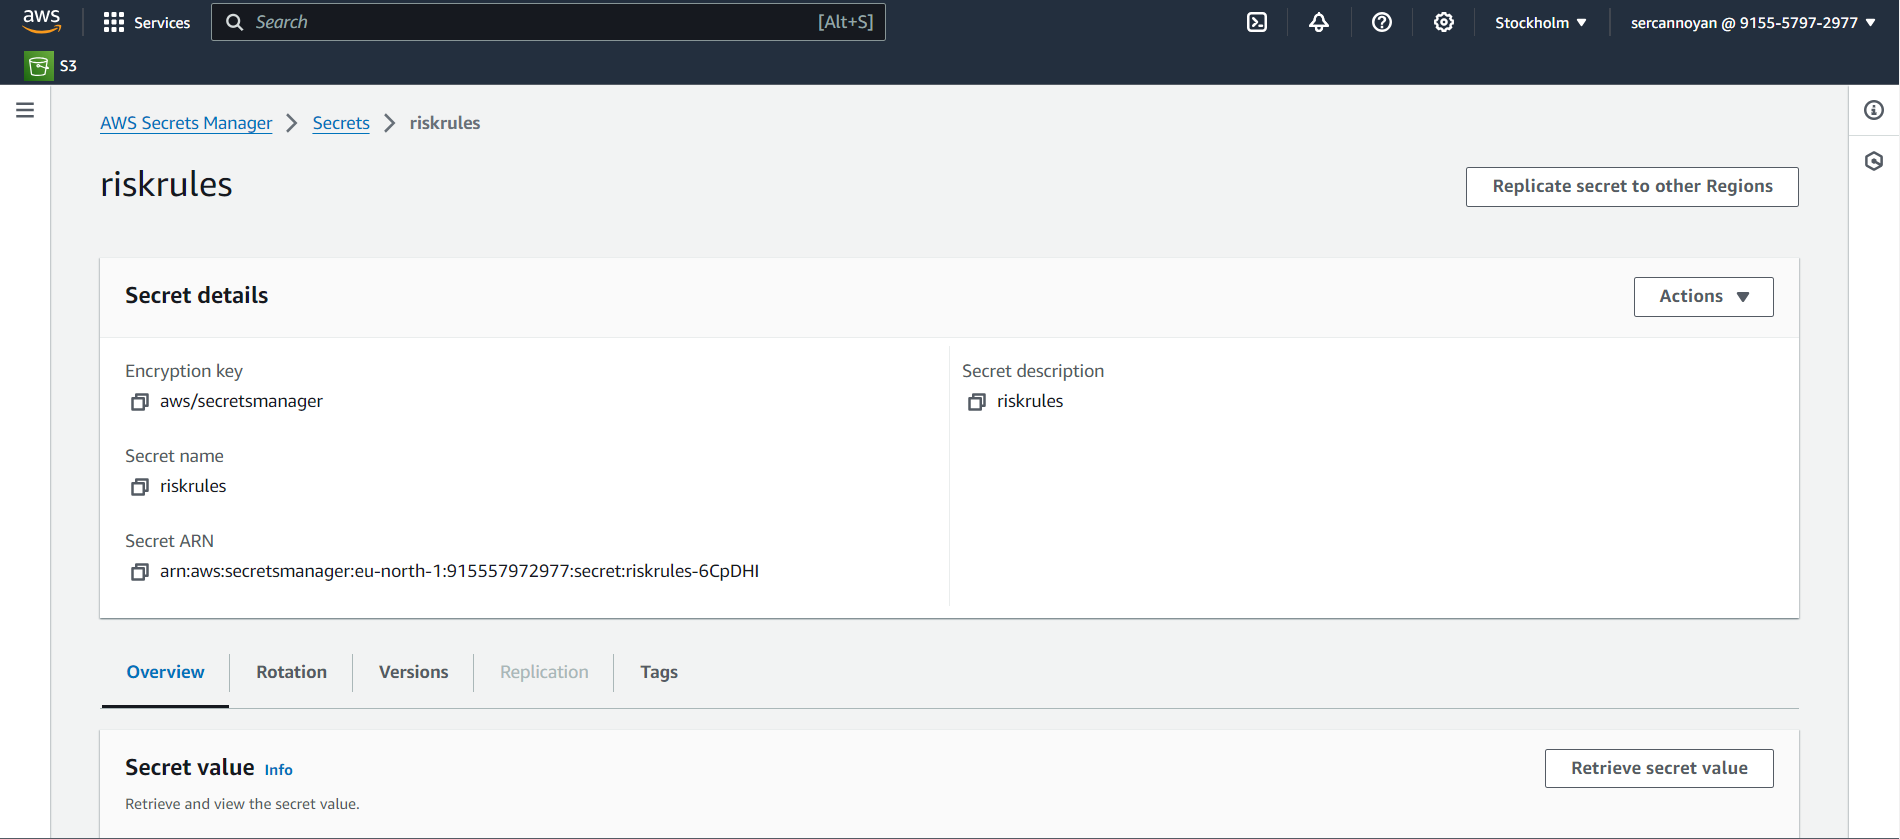 aws
Services
Search
[Alt+S]
Stockholm
sercannoyan @ 9155-5797-2977
S3
AWS Secrets Manager
Secrets
riskrules
riskrules
Replicate secret to other Regions
Secret details
Actions
Encryption key
aws/secretsmanager
Secret description
riskrules
Secret name
riskrules
Secret ARN
arn:aws:secretsmanager:eu-north-1:915557972977:secret:riskrules-6CpDHI
Overview
Rotation
Versions
Replication
Tags
Secret value
Info
Retrieve secret value
Retrieve and view the secret value.